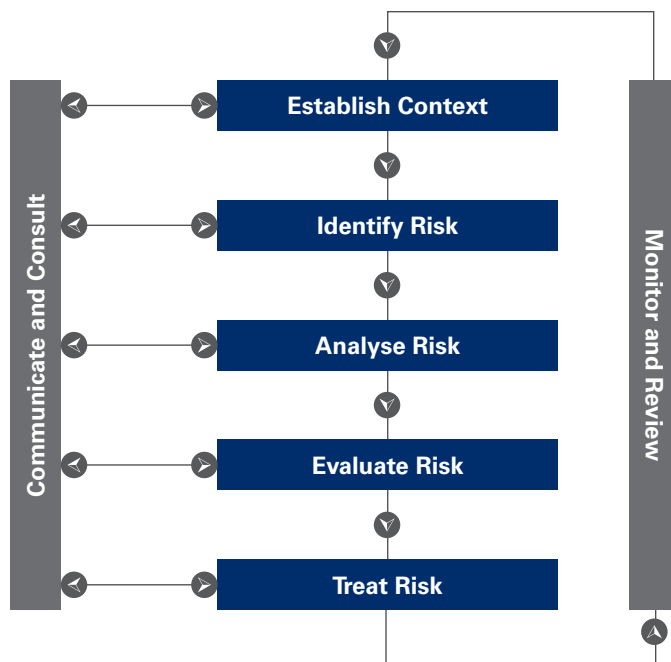 Establish Context
Identify Risk
Analyse Risk
Evaluate Risk
Treat Risk
Communicate and Consult
Monitor and Review